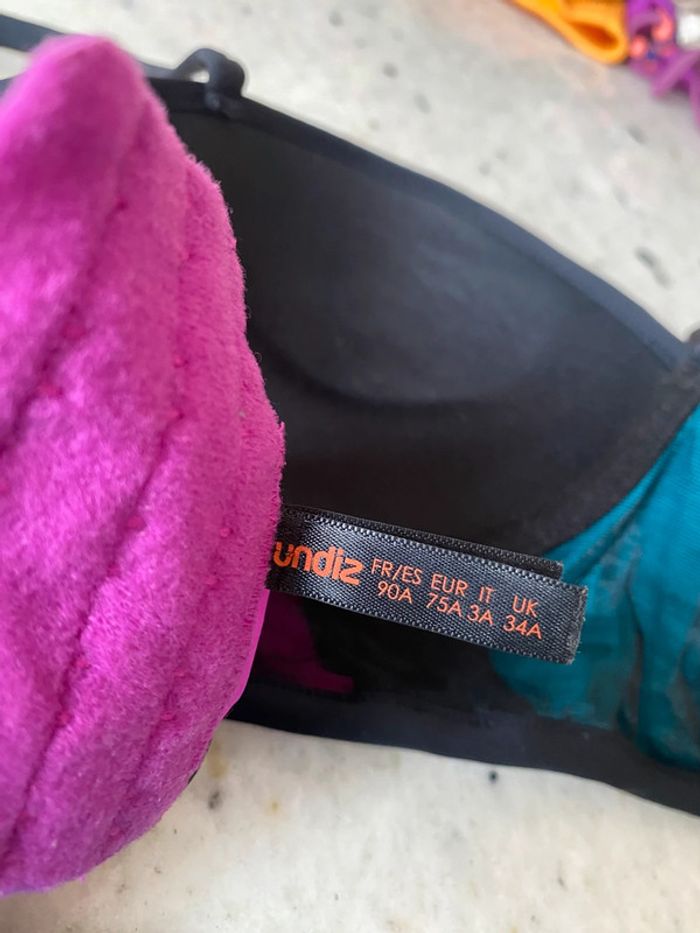 undiz FR/ES EUR IT UK
90A 75A 3A 34A